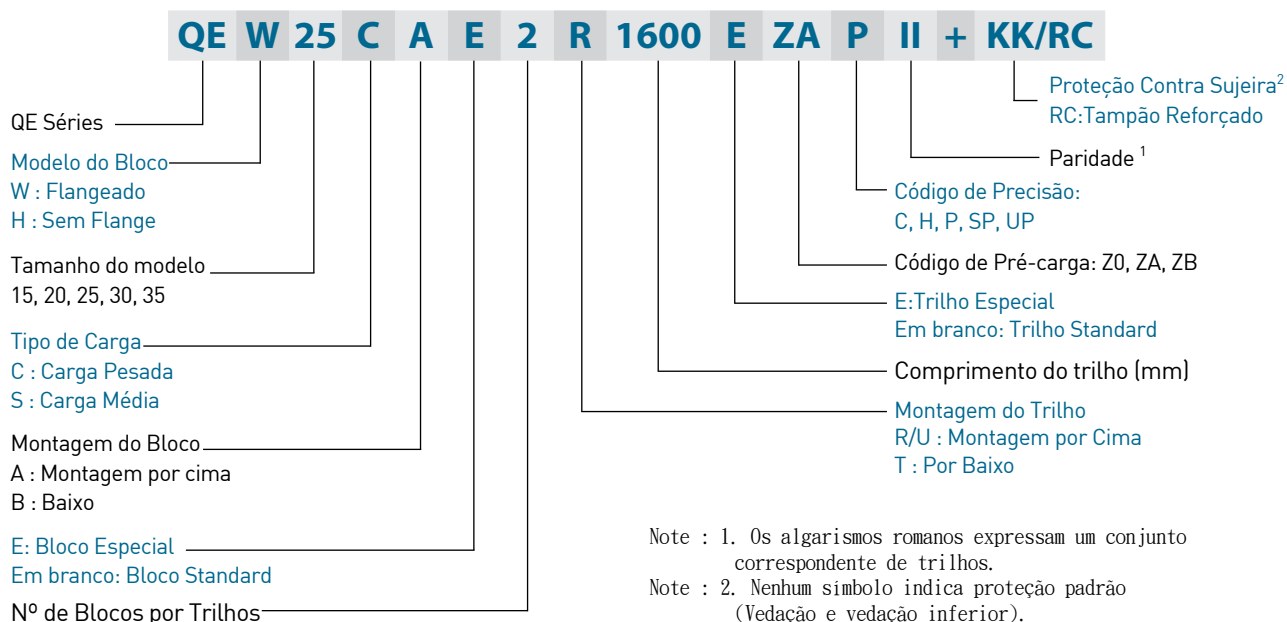 QE W 25 C A E 2 R 1600 E ZA P II + KK/RC
QE Séries
Modelo do Bloco
W : Flangeado
H : Sem Flange
Tamanho do modelo
15, 20, 25, 30, 35
Tipo de Carga
C : Carga Pesada
S : Carga Média
Montagem do Bloco
A : Montagem por cima
B : Baixo
E: Bloco Especial
Em branco: Bloco Standard
Nº de Blocos por Trilhos
Proteção Contra Sujeira²
RC:Tampão Reforçado
Paridade ¹
Código de Precisão:
C, H, P, SP, UP
Código de Pré-carga: Z0, ZA, ZB
E:Trilho Especial
Em branco: Trilho Standard
Comprimento do trilho (mm)
Montagem do Trilho
R/U : Montagem por Cima
T : Por Baixo
Note : 1. Os algarismos romanos expressam um conjunto
correspondente de trilhos.
Note : 2. Nenhum símbolo indica proteção padrão
(Vedação e vedação inferior).